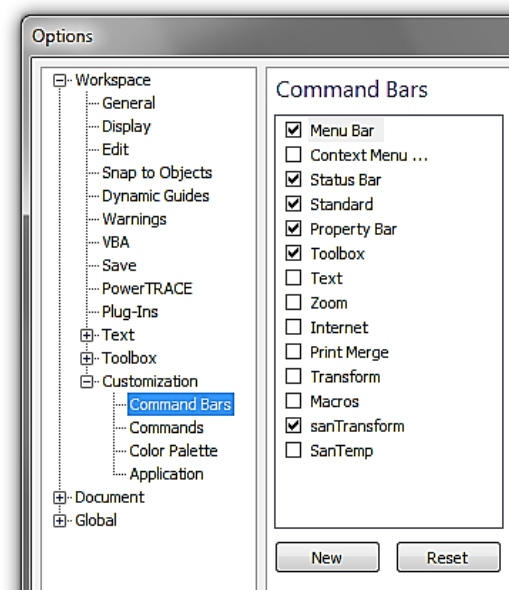 Options
Workspace
General
Display
Edit
Snap to Objects
Dynamic Guides
Warnings
VBA
Save
PowerTRACE
Plug-Ins
Text
Toolbox
Customization
Command Bars
Commands
Color Palette
Application
Document
Global
Command Bars
Menu Bar
Context Menu ...
Status Bar
Standard
Property Bar
Toolbox
Text
Zoom
Internet
Print Merge
Transform
Macros
sanTransform
SanTemp
New
Reset